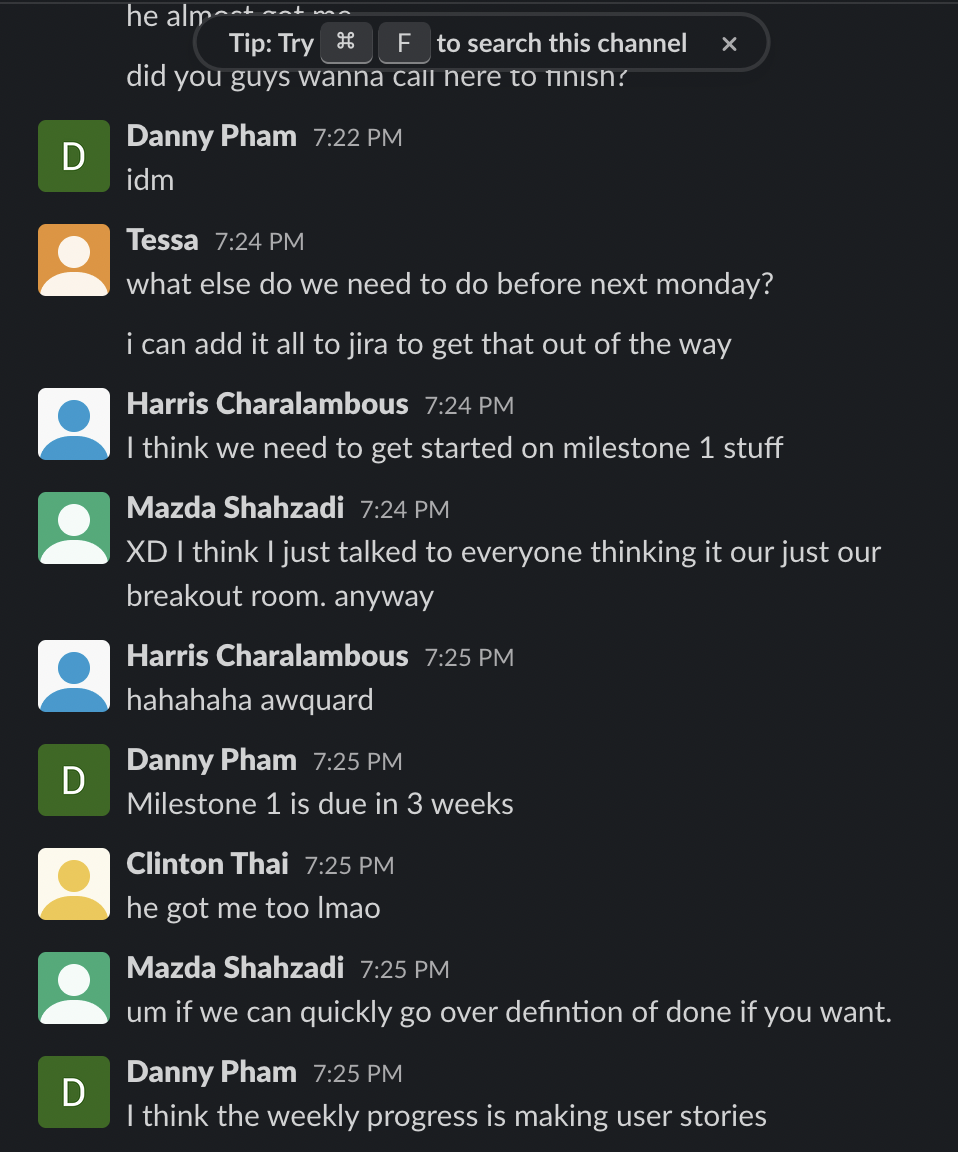 he almost got me
Tip: Try ⌘ F to search this channel ×
did you guys wanna call here to finish?
D
Danny Pham 7:22 PM
idm
Tessa 7:24 PM
what else do we need to do before next monday?
i can add it all to jira to get that out of the way
Harris Charalambous 7:24 PM
I think we need to get started on milestone 1 stuff
Mazda Shahzadi 7:24 PM
XD I think I just talked to everyone thinking it our just our
breakout room. anyway
Harris Charalambous 7:25 PM
hahahaha awquard
D
Danny Pham 7:25 PM
Milestone 1 is due in 3 weeks
Clinton Thai 7:25 PM
he got me too lmao
Mazda Shahzadi 7:25 PM
um if we can quickly go over defintion of done if you want.
D
Danny Pham 7:25 PM
I think the weekly progress is making user stories